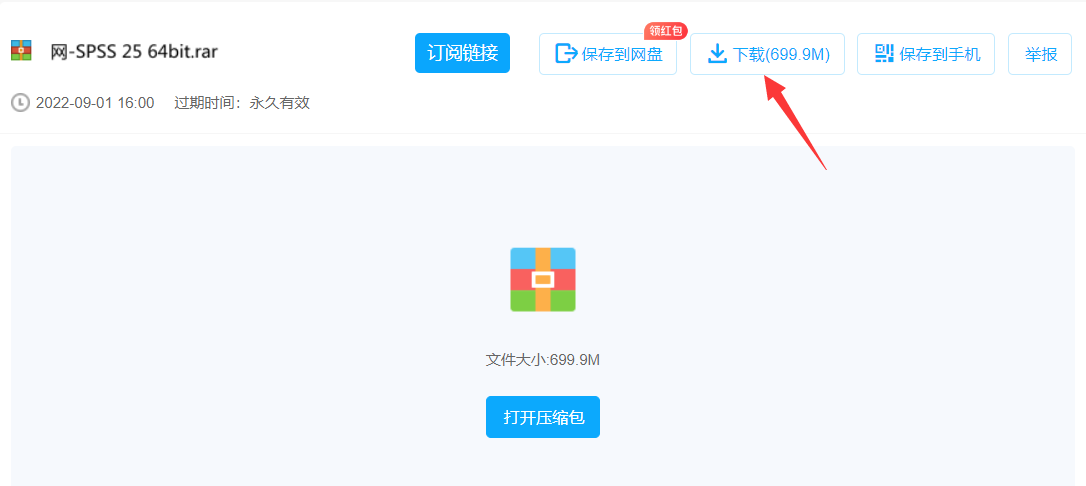 网-SPSS 25 64bit.rar
订阅链接
领红包
保存到网盘
下载(699.9M)
保存到手机
举报
2022-09-01 16:00 过期时间：永久有效
文件大小:699.9M
打开压缩包